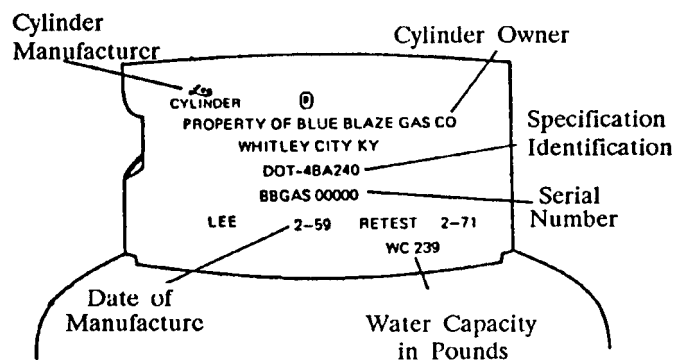 Cylinder
Manufacturer
Cylinder Owner
CYLINDER
PROPERTY OF BLUE BLAZE GAS CO
WHITLEY CITY KY
Specification
Identification
DOT-4BA240
BBGAS 00000
Serial
Number
LEE 2-59 RETEST 2-71
WC 239
Date of
Manufacture
Water Capacity
in Pounds